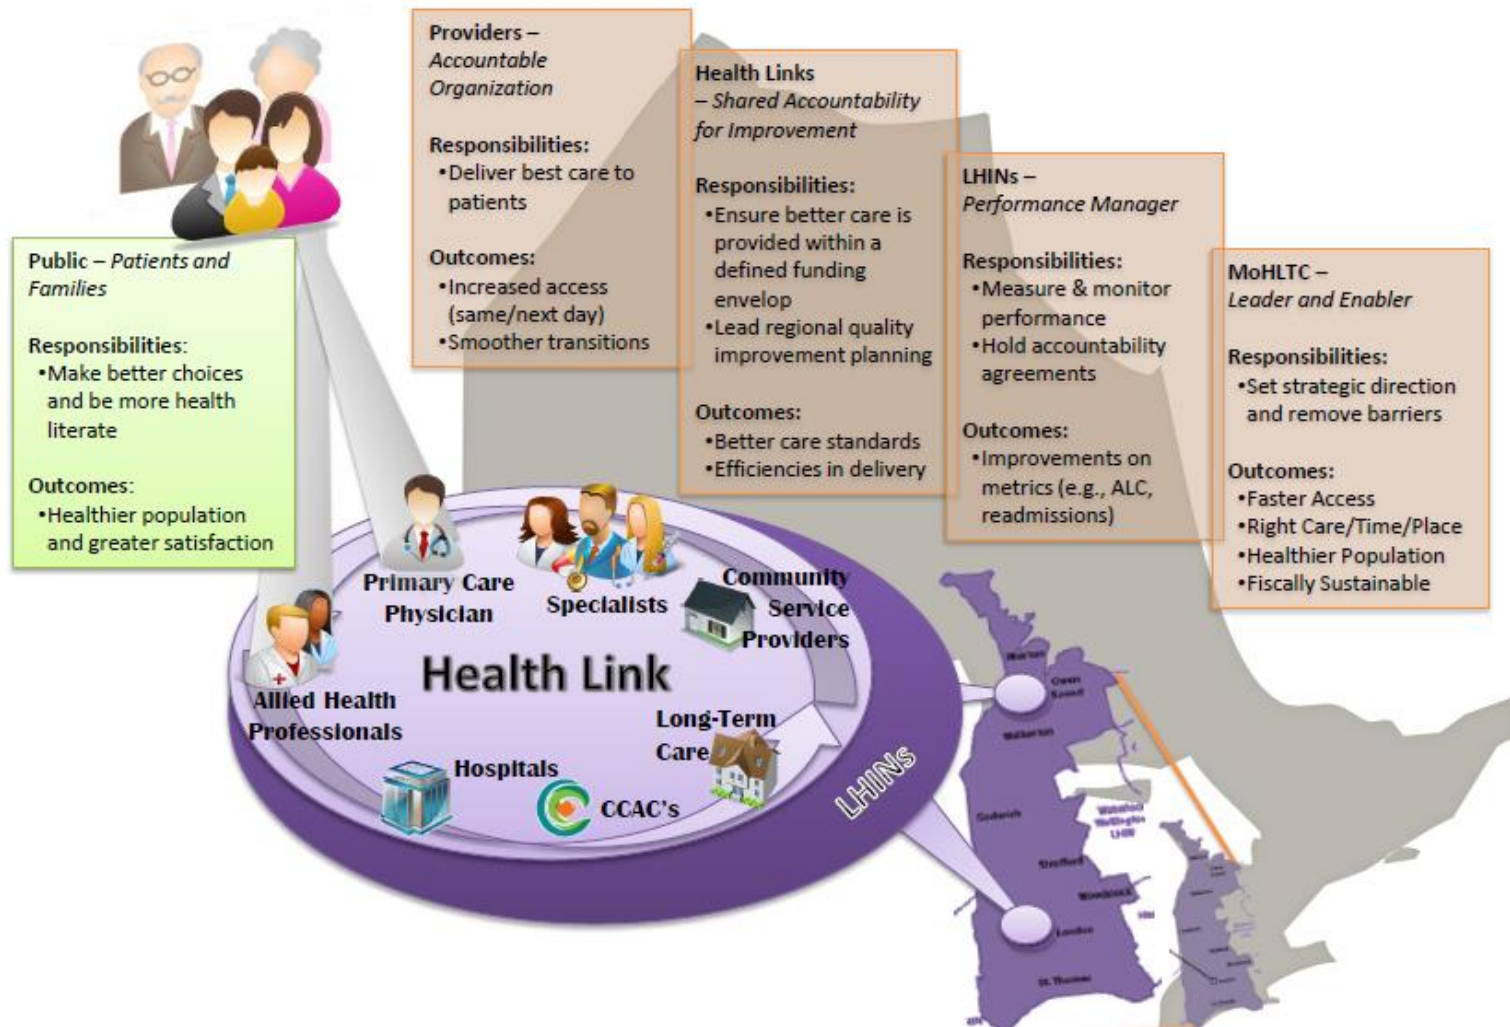 Public – Patients and
Families
Responsibilities:
•Make better choices
and be more health
literate
Outcomes:
•Healthier population
and greater satisfaction
Providers –
Accountable
Organization
Responsibilities:
•Deliver best care to
patients
Outcomes:
•Increased access
(same/next day)
•Smoother transitions
Health Links
– Shared Accountability
for Improvement
Responsibilities:
•Ensure better care is
provided within a
defined funding
envelop
•Lead regional quality
improvement planning
Outcomes:
•Better care standards
•Efficiencies in delivery
LHINs –
Performance Manager
Responsibilities:
•Measure & monitor
performance
•Hold accountability
agreements
Outcomes:
•Improvements on
metrics (e.g., ALC,
readmissions)
MoHLTC –
Leader and Enabler
Responsibilities:
•Set strategic direction
and remove barriers
Outcomes:
•Faster Access
•Right Care/Time/Place
•Healthier Population
•Fiscally Sustainable
Primary Care
Physician
Specialists
Community
Service
Providers
Health Link
Allied Health
Professionals
Long-Term
Care
Hospitals
CCAC's
LHINs
Owen
Sound
Walkerton
Goderich
Waterloo
Wellington
LHIN
Stratford
Woodstock
London
St. Thomas